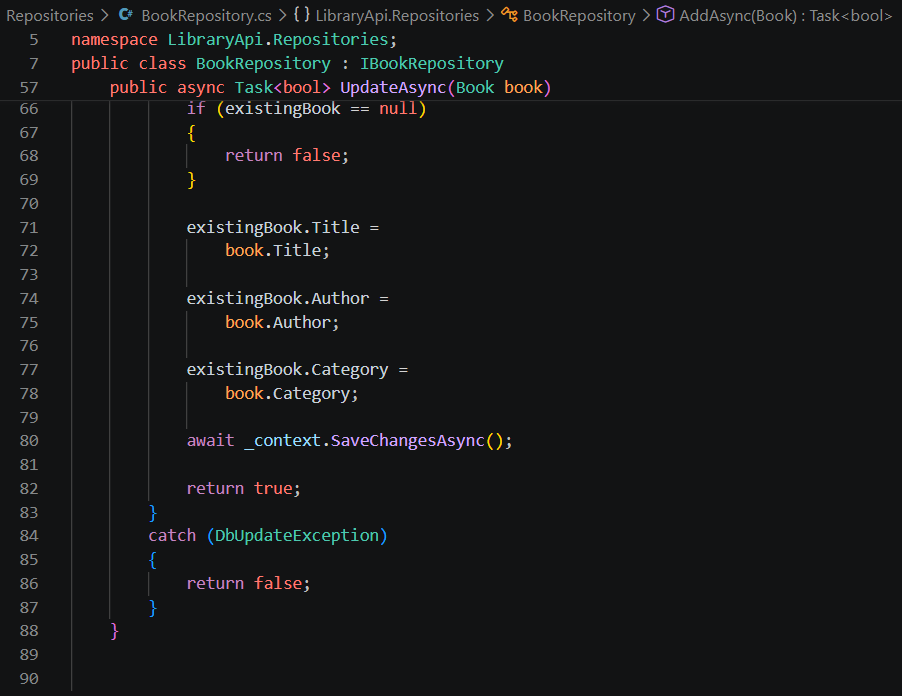 Repositories > C# BookRepository.cs > {} LibraryApi.Repositories > BookRepository > AddAsync(Book) : Task<bool>
5 namespace LibraryApi.Repositories;
7 public class BookRepository : IBookRepository
57 public async Task<bool> UpdateAsync(Book book)
66 if (existingBook == null)
67 {
68 return false;
69 }
70
71 existingBook.Title =
72 book.Title;
73
74 existingBook.Author =
75 book.Author;
76
77 existingBook.Category =
78 book.Category;
79
80 await _context.SaveChangesAsync();
81
82 return true;
83 }
84 catch (DbUpdateException)
85 {
86 return false;
87 }
88 }
89
90